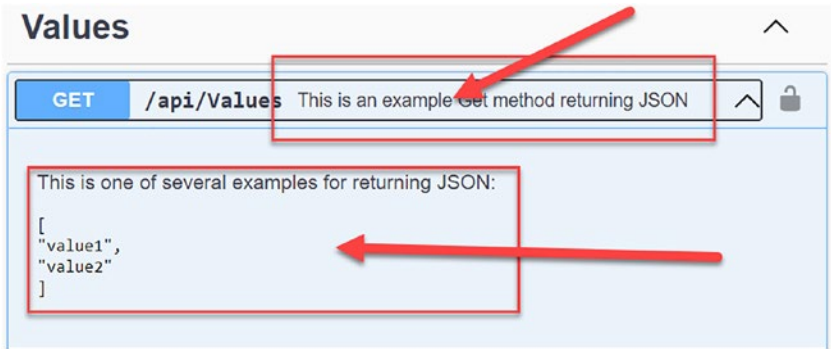 Values
GET /api/Values This is an example Get method returning JSON
This is one of several examples for returning JSON:
[
"value1",
"value2"
]